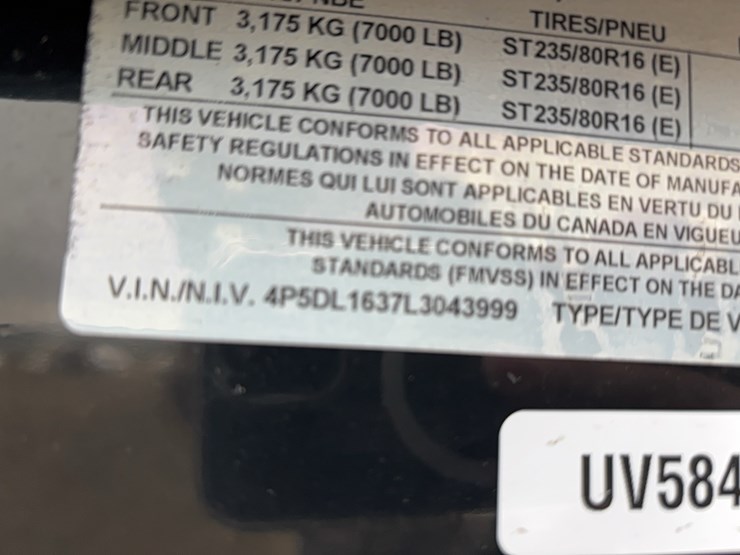 FRONT 3,175 KG (7000 LB) TIRES/PNEU
MIDDLE 3,175 KG (7000 LB) ST235/80R16 (E)
REAR 3,175 KG (7000 LB) ST235/80R16 (E)
ST235/80R16 (E)
THIS VEHICLE CONFORMS TO ALL APPLICABLE STANDARDS
SAFETY REGULATIONS IN EFFECT ON THE DATE OF MANUFA
NORMES QUI LUI SONT APPLICABLES EN VERTU DU
AUTOMOBILES DU CANADA EN VIGUEU
THIS VEHICLE CONFORMS TO ALL APPLICABL
STANDARDS (FMVSS) IN EFFECT ON THE DA
V.I.N./N.I.V. 4P5DL1637L3043999 TYPE/TYPE DE V
UV584